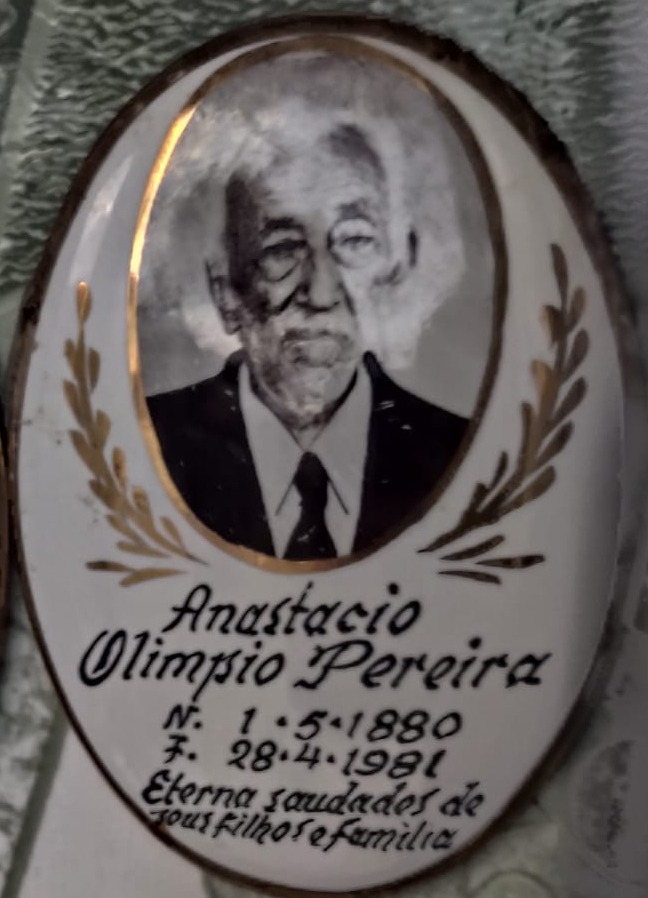 Anastacio
Olimpio Pereira
N. 1•5•1880
F. 28•4•1981
Eterna saudades de
seus filhos e familia